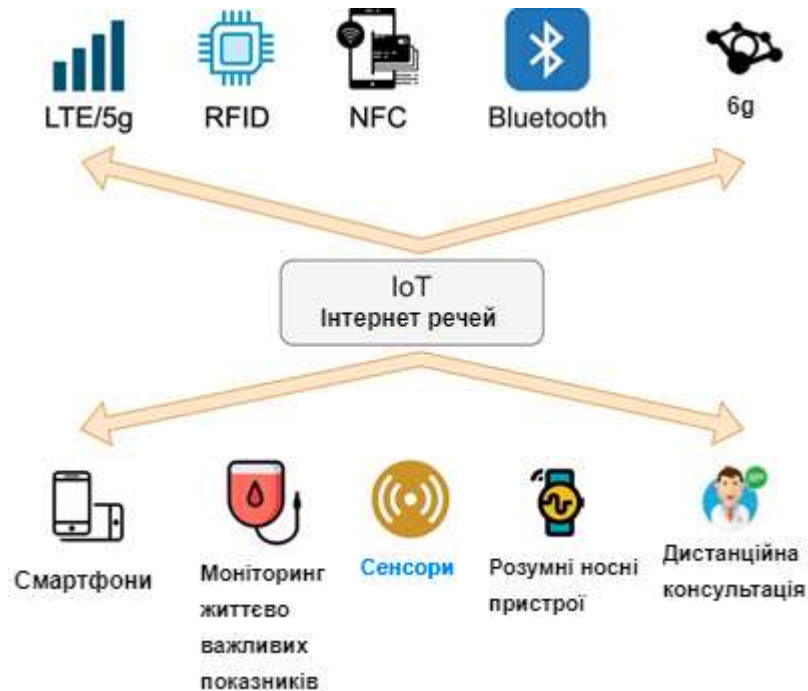 LTE/5g
RFID
NFC
Bluetooth
6g
IoT
Інтернет речей
Смартфони
Моніторинг
життєво
важливих
показників
Сенсори
Розумні носні
пристрої
Дистанційна
консультація